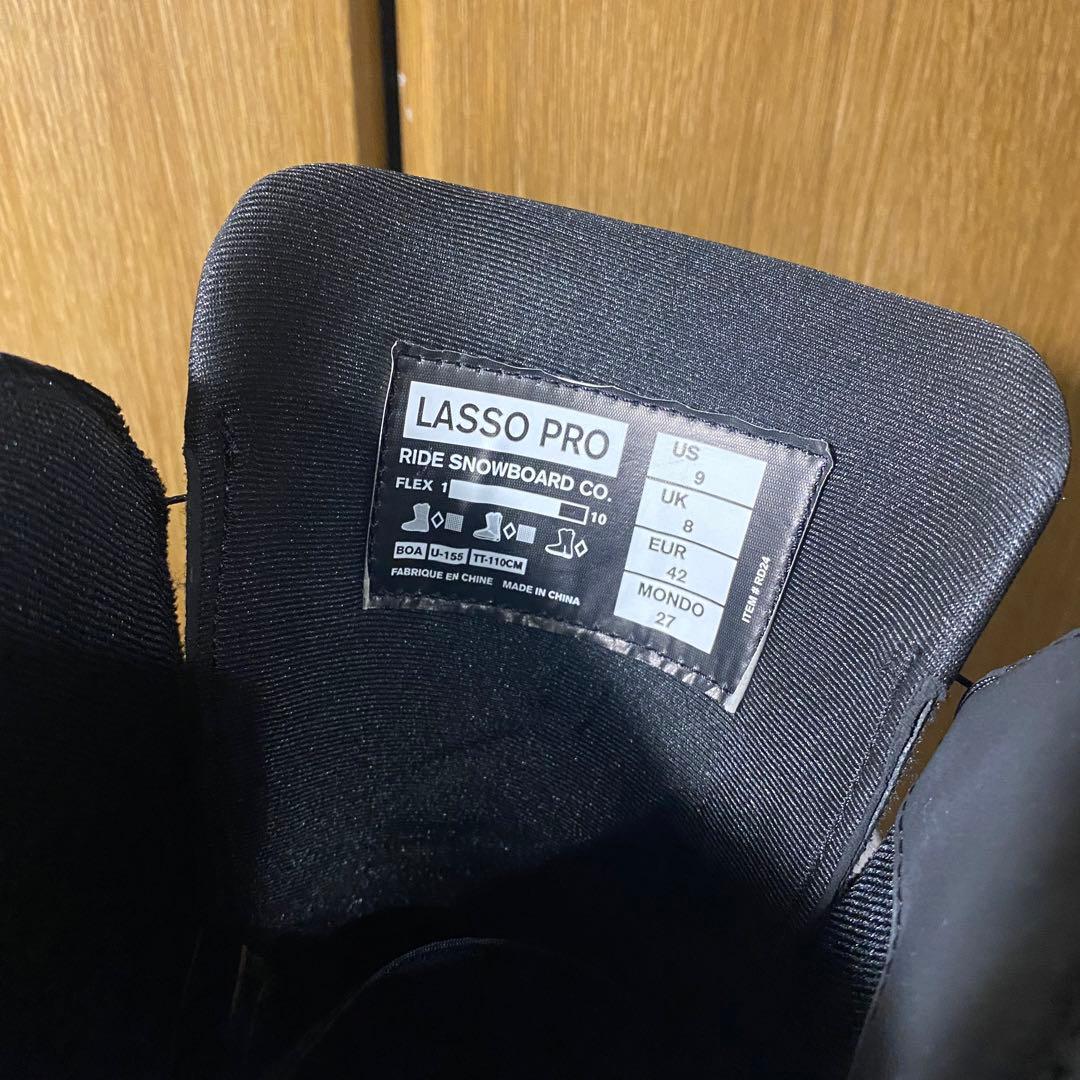 LASSO PRO
RIDE SNOWBOARD CO.
FLEX 1 10
BOA U-155 TT-110CM
FABRIQUE EN CHINE MADE IN CHINA
US
9
UK
8
EUR
42
MONDO
27
ITEM # RD24